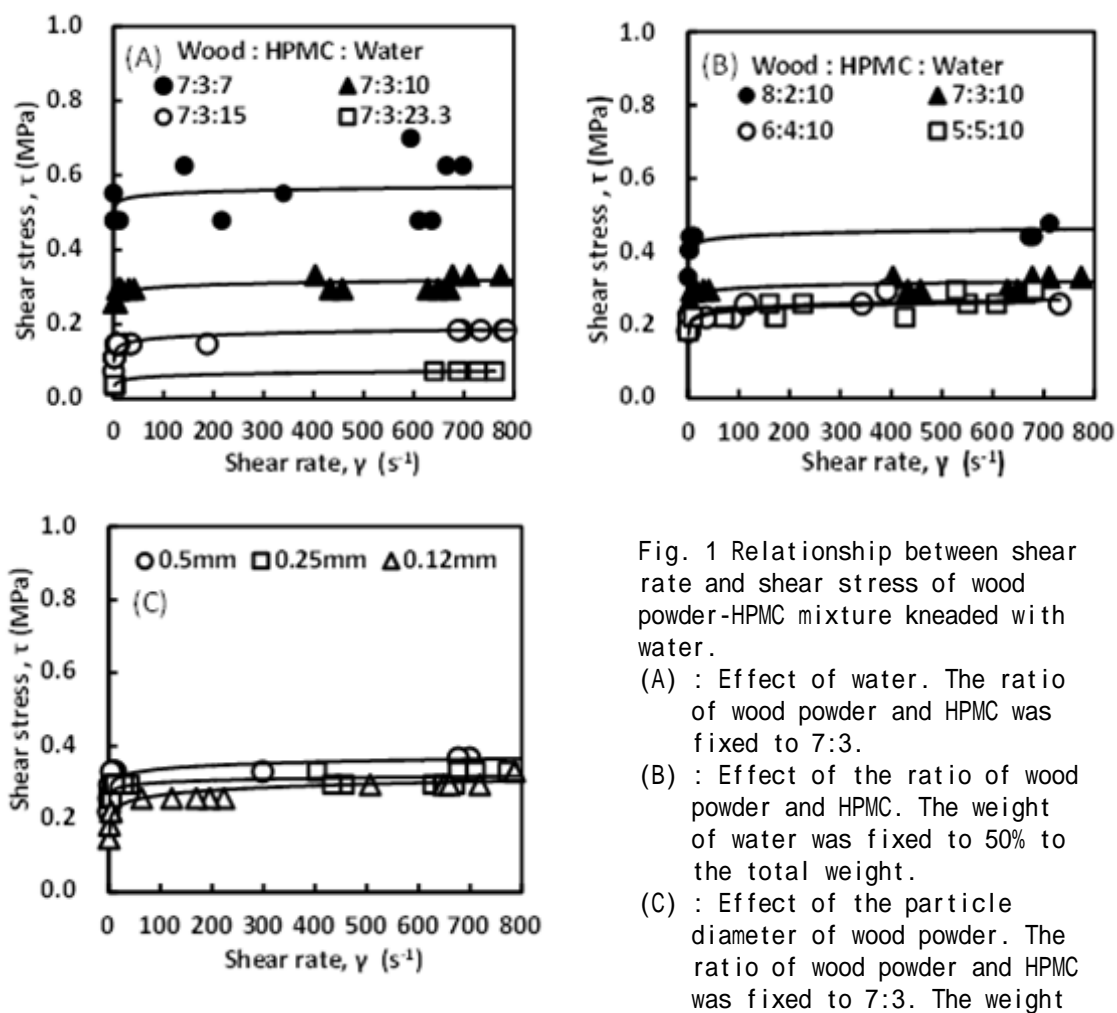 (A) Wood : HPMC : Water
●7:3:7 ▲7:3:10
○7:3:15 □7:3:23.3
1.0
0.8
0.6
0.4
0.2
0.0
Shear stress , τ (MPa)
0 100 200 300 400 500 600 700 800
Shear rate, γ (s⁻¹)
(B) Wood : HPMC : Water
● 8:2:10 ▲7:3:10
○ 6:4:10 □5:5:10
1.0
0.8
0.6
0.4
0.2
0.0
Shear stress , τ (MPa)
0 100 200 300 400 500 600 700 800
Shear rate, γ (s⁻¹)
○0.5mm □0.25mm △0.12mm
(C)
1.0
0.8
0.6
0.4
0.2
0.0
Shear stress , τ (MPa)
0 100 200 300 400 500 600 700 800
Shear rate, γ (s⁻¹)
Fig. 1 Relationship between shear
rate and shear stress of wood
powder-HPMC mixture kneaded with
water.
(A) : Effect of water. The ratio
of wood powder and HPMC was
fixed to 7:3.
(B) : Effect of the ratio of wood
powder and HPMC. The weight
of water was fixed to 50% to
the total weight.
(C) : Effect of the particle
diameter of wood powder. The
ratio of wood powder and HPMC
was fixed to 7:3. The weight